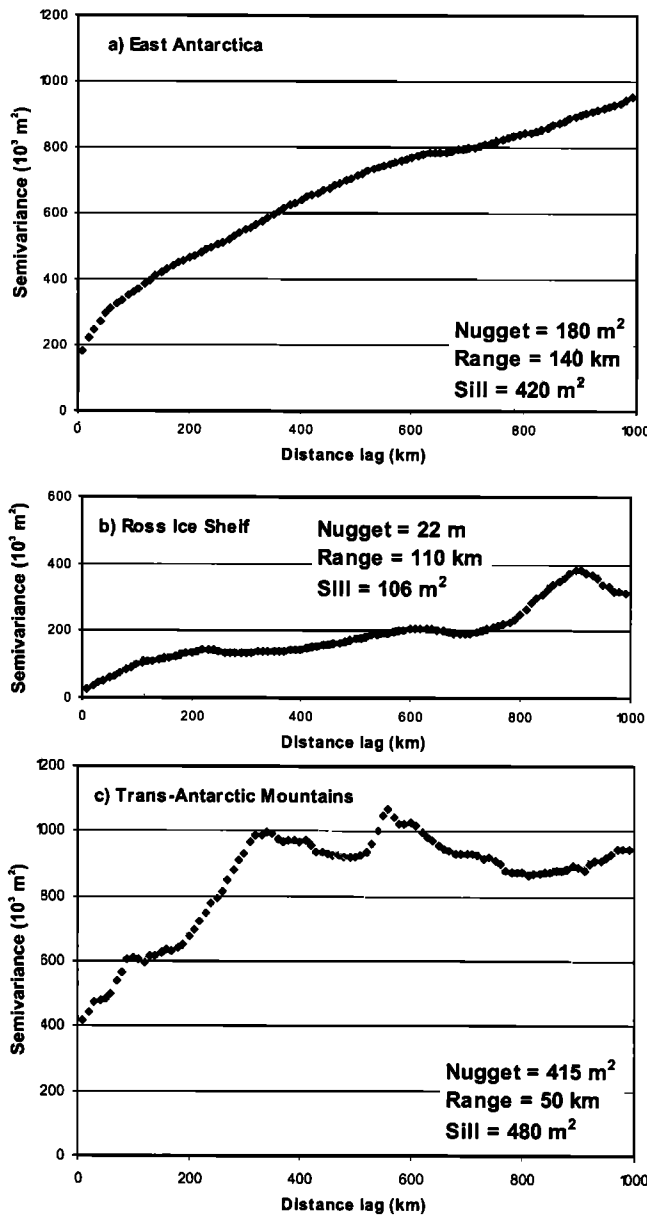 1200
a) East Antarctica
1000
800
600
400
200
0
Semivariance (10³ m²)
Nugget = 180 m²
Range = 140 km
Sill = 420 m²
0 200 400 600 800 1000
Distance lag (km)
600
b) Ross Ice Shelf
Nugget = 22 m
Range = 110 km
Sill = 106 m²
400
200
0
Semivariance (10³ m²)
0 200 400 600 800 1000
Distance lag (km)
1200
c) Trans-Antarctic Mountains
1000
800
600
400
200
0
Semivariance (10³ m²)
Nugget = 415 m²
Range = 50 km
Sill = 480 m²
0 200 400 600 800 1000
Distance lag (km)